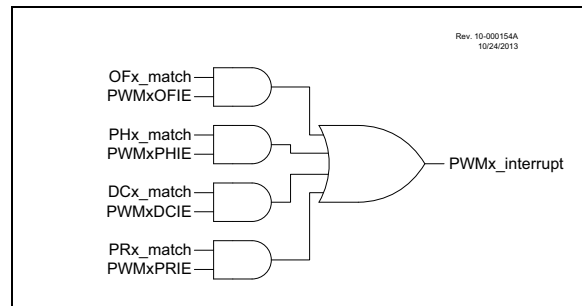 Rev. 10-000154A
10/24/2013
OFx_match
PWMxOFIE
PHx_match
PWMxPHIE
PWMx_interrupt
DCx_match
PWMxDCIE
PRx_match
PWMxPRIE